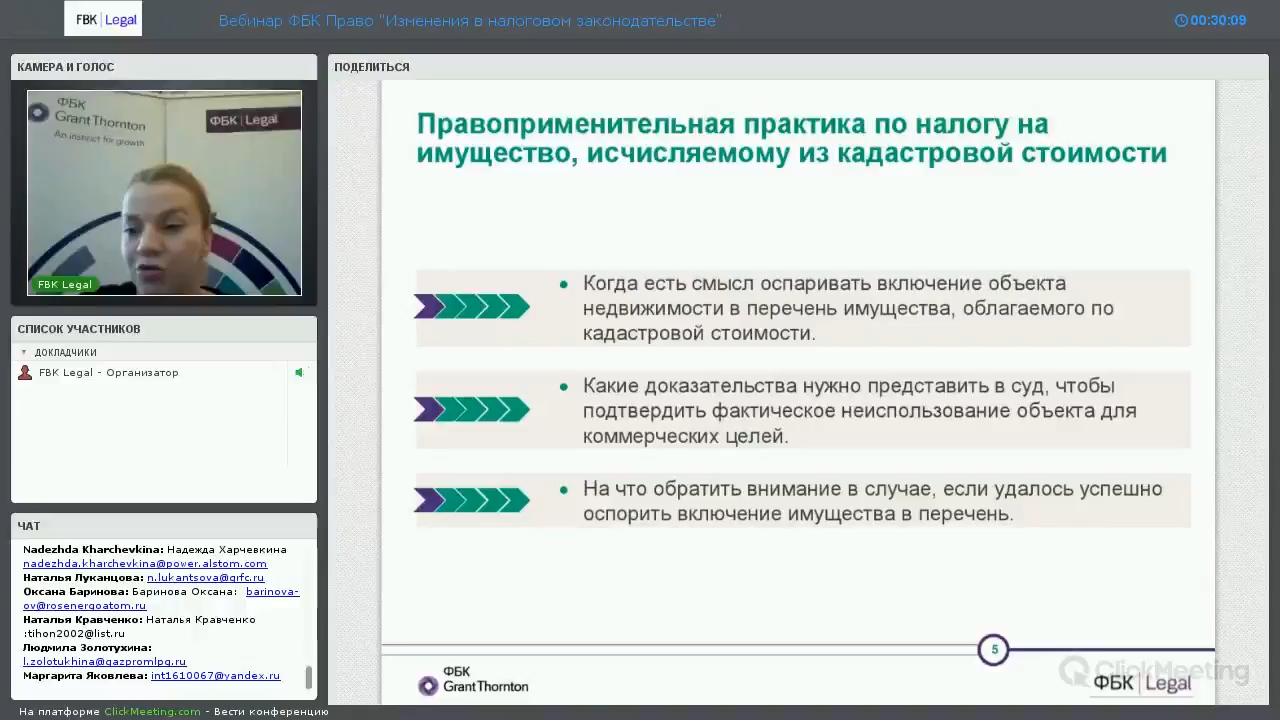 FBK Legal
Вебинар ФБК Право "Изменения в налоговом законодательстве"
00:30:09
КАМЕРА И ГОЛОС
ФБК
Grant Thornton
An instinct for growth
ФБК Legal
FBK Legal
СПИСОК УЧАСТНИКОВ
ДОКЛАДЧИКИ
FBK Legal - Организатор
ЧАТ
Nadezhda Kharchevkina: Надежда Харчевкина
nadezhda.kharchevkina@power.alstom.com
Наталья Луканцова: n.lukantsova@grfc.ru
Оксана Баринова: Баринова Оксана: barinova-
ov@rosenergoatom.ru
Наталья Кравченко: Наталья Кравченко
:tihon2002@list.ru
Людмила Золотухина:
l.zolotukhina@gazpromlpg.ru
Маргарита Яковлева: int1610067@yandex.ru
ПОДЕЛИТЬСЯ
Правоприменительная практика по налогу на
имущество, исчисляемому из кадастровой стоимости
• Когда есть смысл оспаривать включение объекта
недвижимости в перечень имущества, облагаемого по
кадастровой стоимости.
• Какие доказательства нужно представить в суд, чтобы
подтвердить фактическое неиспользование объекта для
коммерческих целей.
• На что обратить внимание в случае, если удалось успешно
оспорить включение имущества в перечень.
5
ФБК
Grant Thornton
ClickMeeting
ФБК Legal
На платформе ClickMeeting.com - Вести конференцию